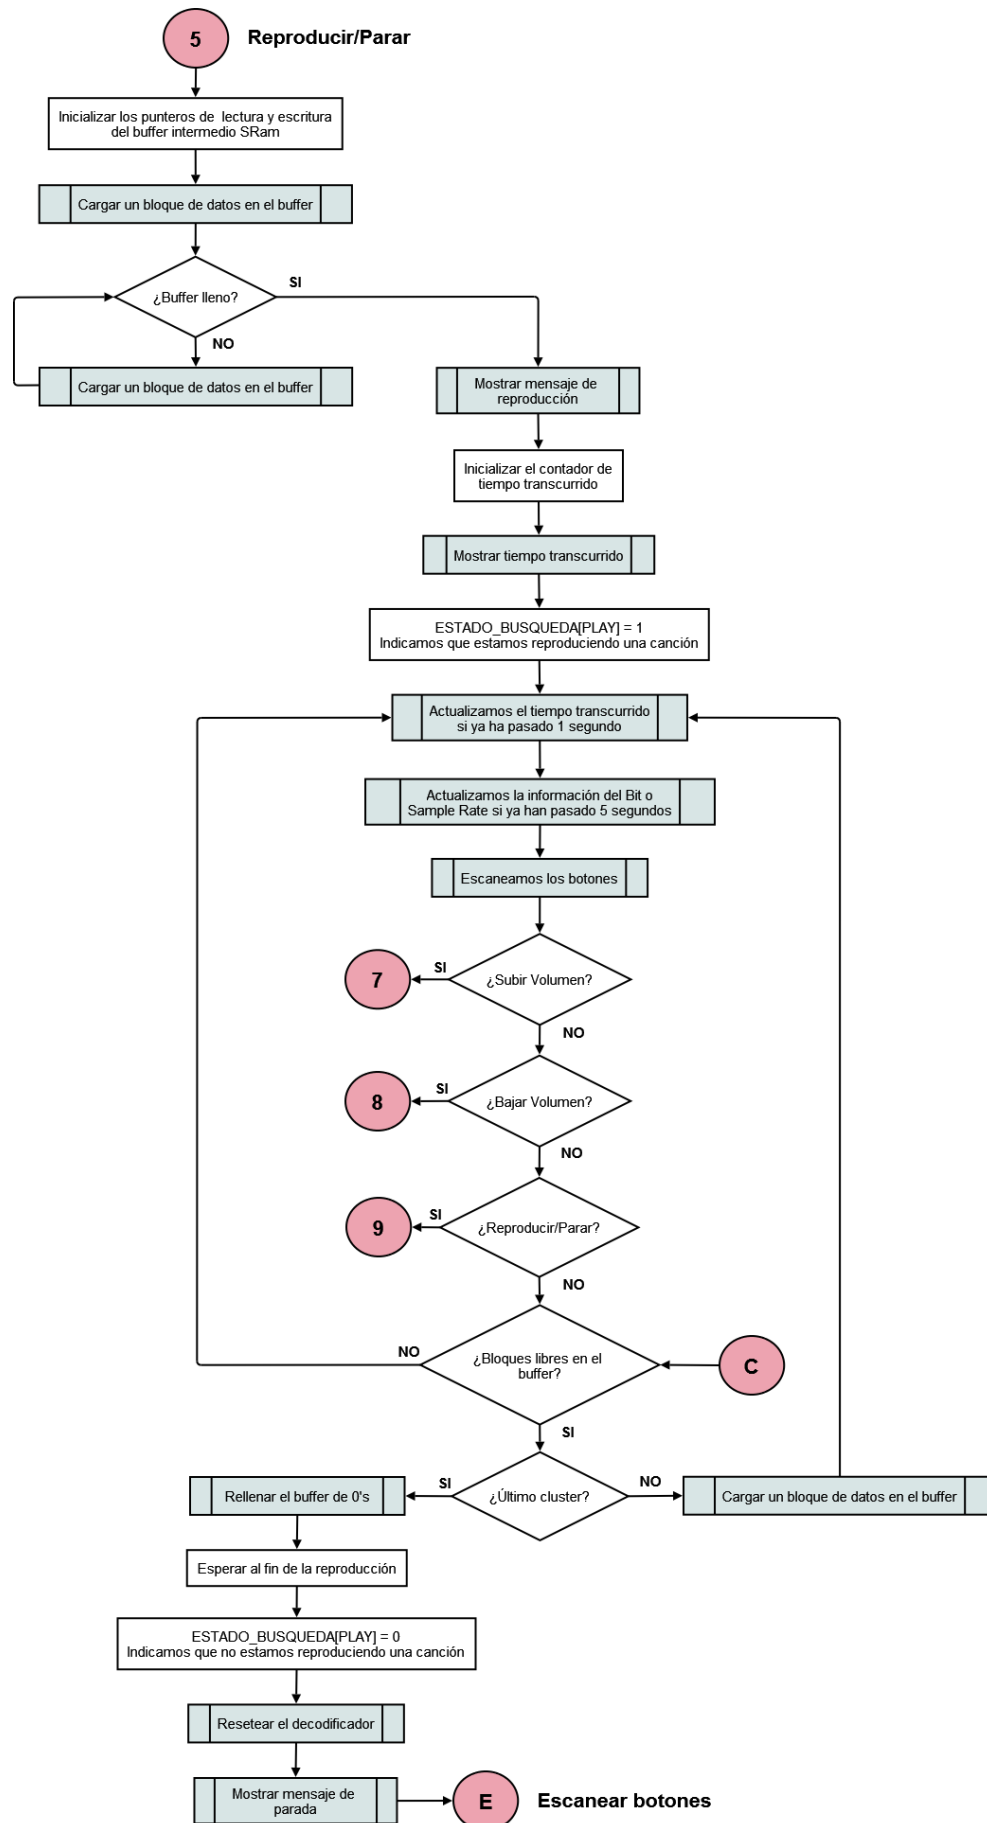 5
Reproducir/Parar
Inicializar los punteros de lectura y escritura
del buffer intermedio SRam
Cargar un bloque de datos en el buffer
¿Buffer lleno?
SI
NO
Cargar un bloque de datos en el buffer
Mostrar mensaje de
reproducción
Inicializar el contador de
tiempo transcurrido
Mostrar tiempo transcurrido
ESTADO_BUSQUEDA[PLAY] = 1
Indicamos que estamos reproduciendo una canción
Actualizamos el tiempo transcurrido
si ya ha pasado 1 segundo
Actualizamos la información del Bit o
Sample Rate si ya han pasado 5 segundos
Escaneamos los botones
¿Subir Volumen?
SI
7
NO
¿Bajar Volumen?
SI
8
NO
¿Reproducir/Parar?
SI
9
NO
¿Bloques libres en el
buffer?
NO
C
SI
¿Último cluster?
SI
NO
Rellenar el buffer de 0's
Cargar un bloque de datos en el buffer
Esperar al fin de la reproducción
ESTADO_BUSQUEDA[PLAY] = 0
Indicamos que no estamos reproduciendo una canción
Resetear el decodificador
Mostrar mensaje de
parada
E
Escanear botones